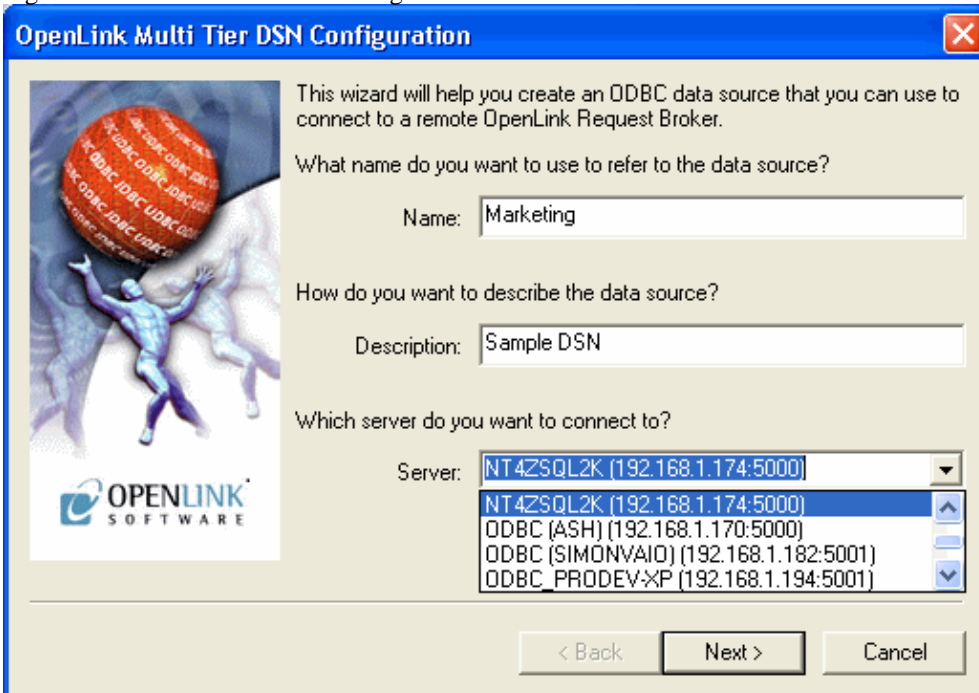 OpenLink Multi Tier DSN Configuration
This wizard will help you create an ODBC data source that you can use to
connect to a remote OpenLink Request Broker.
What name do you want to use to refer to the data source?
Name: Marketing
How do you want to describe the data source?
Description: Sample DSN
Which server do you want to connect to?
Server: NT4ZSQL2K (192.168.1.174:5000)
NT4ZSQL2K (192.168.1.174:5000)
ODBC (ASH) (192.168.1.170:5000)
ODBC (SIMONVAIO) (192.168.1.182:5001)
ODBC_PRODEV-XP (192.168.1.194:5001)
OPENLINK
SOFTWARE
< Back
Next >
Cancel